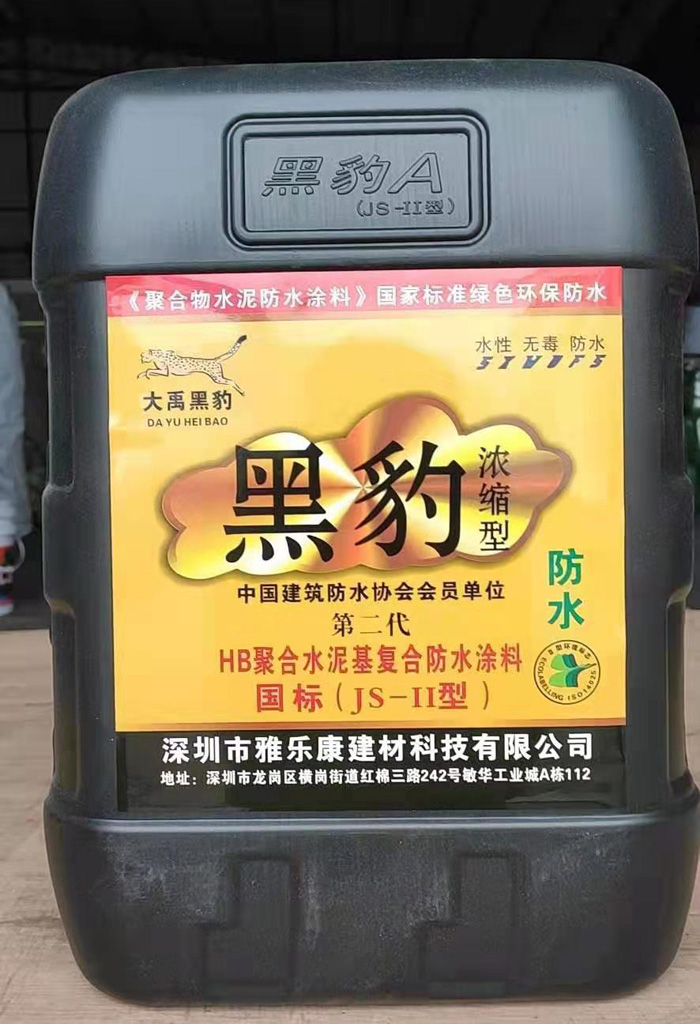 黑豹A
(JS-II型)
《聚合物水泥防水涂料》国家标准绿色环保防水
水性 无毒 防水
大禹黑豹
DA YU HEI BAO
黑豹
浓缩型
中国建筑防水协会会员单位
第二代
防水
HB聚合水泥基复合防水涂料
国标(JS-II型)
ECOLABELLING ISO14025
深圳市雅乐康建材科技有限公司
地址:深圳市龙岗区横岗街道红棉三路242号敏华工业城A栋112